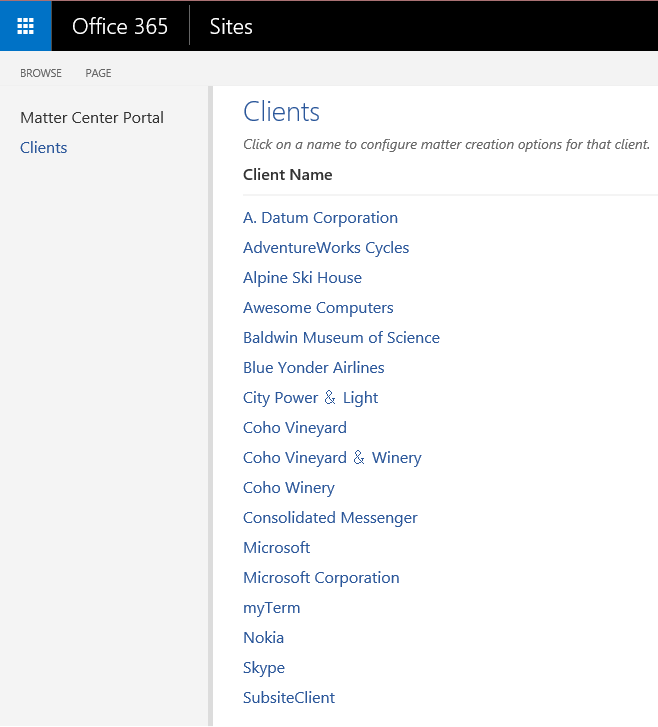 Office 365 Sites
BROWSE PAGE
Matter Center Portal
Clients
Clients
Click on a name to configure matter creation options for that client.
Client Name
A. Datum Corporation
AdventureWorks Cycles
Alpine Ski House
Awesome Computers
Baldwin Museum of Science
Blue Yonder Airlines
City Power & Light
Coho Vineyard
Coho Vineyard & Winery
Coho Winery
Consolidated Messenger
Microsoft
Microsoft Corporation
myTerm
Nokia
Skype
SubsiteClient